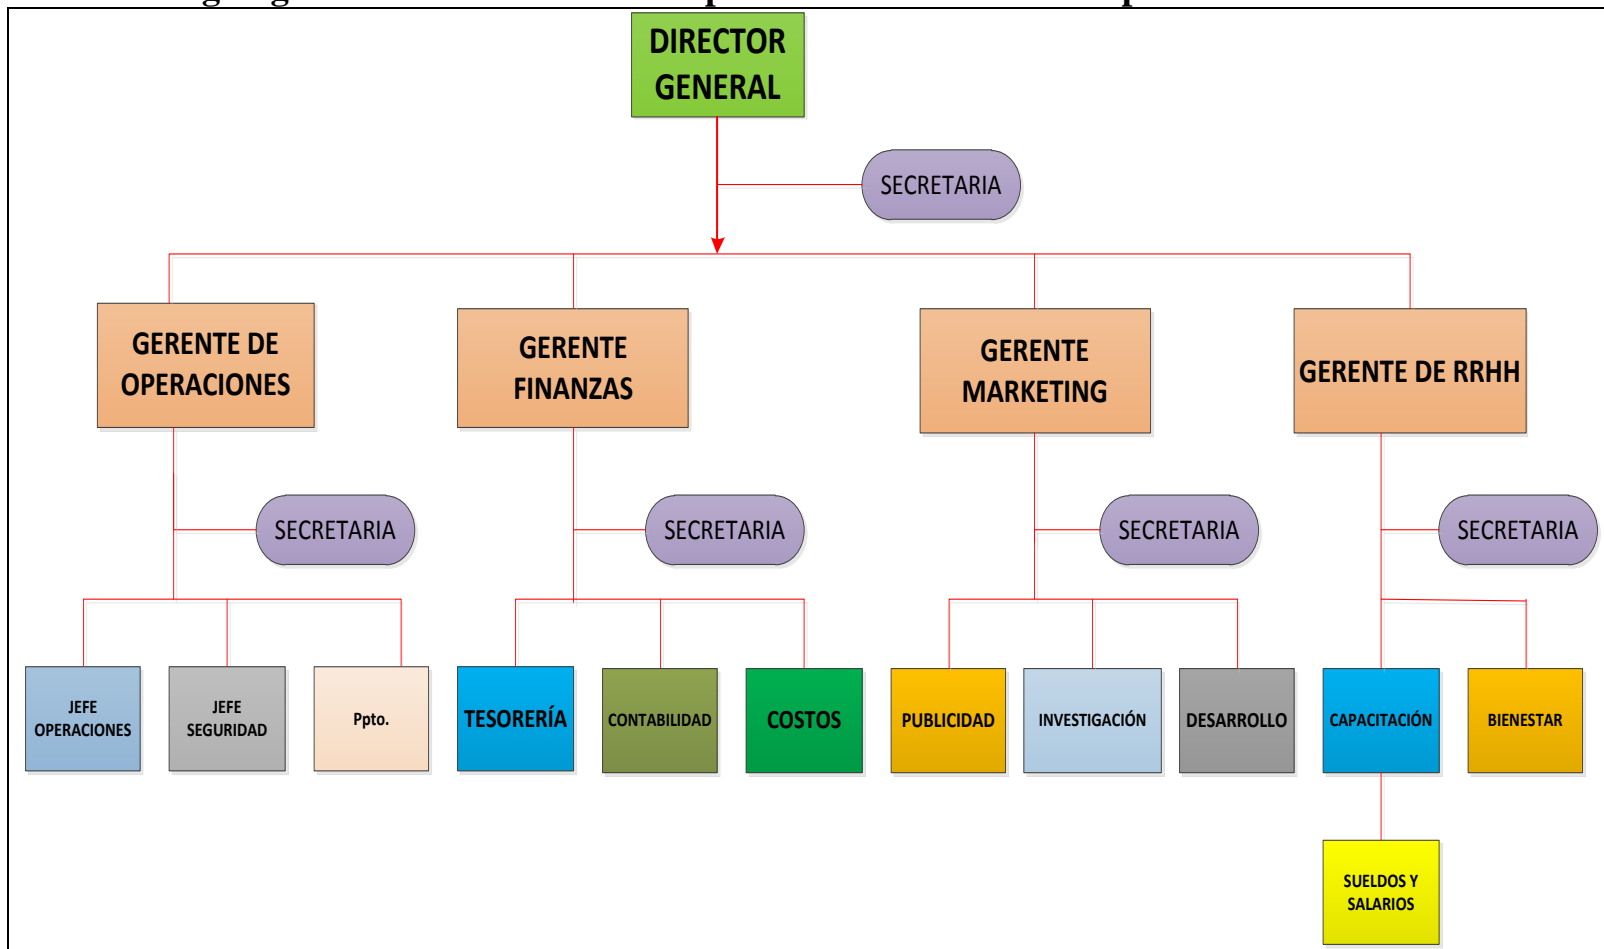 DIRECTOR
GENERAL
SECRETARIA
GERENTE DE
OPERACIONES
GERENTE
FINANZAS
GERENTE
MARKETING
GERENTE DE RRHH
SECRETARIA
SECRETARIA
SECRETARIA
SECRETARIA
JEFE
OPERACIONES
JEFE
SEGURIDAD
Ppto.
TESORERÍA
CONTABILIDAD
COSTOS
PUBLICIDAD
INVESTIGACIÓN
DESARROLLO
CAPACITACIÓN
BIENESTAR
SUELDOS Y
SALARIOS